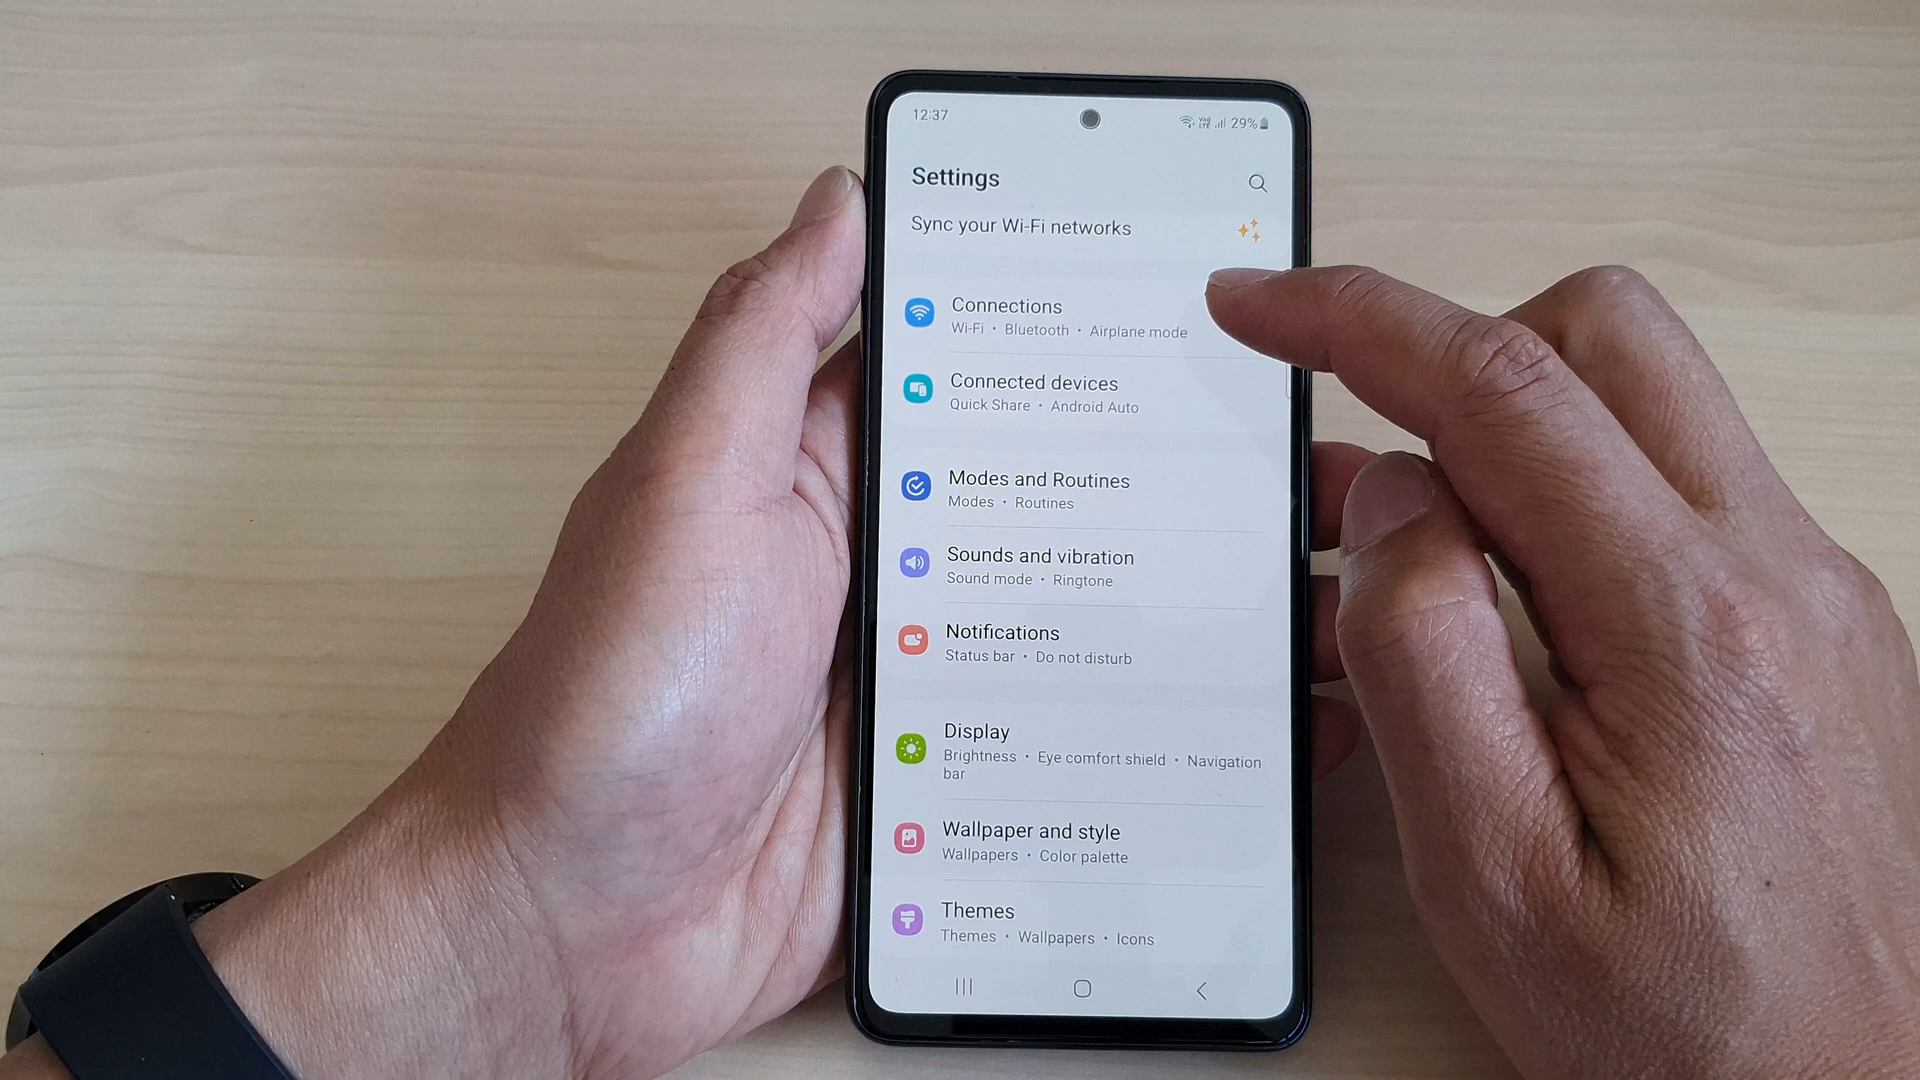 12:37
Vo) LTE 29%
Settings
Sync your Wi-Fi networks
Connections
Wi-Fi • Bluetooth • Airplane mode
Connected devices
Quick Share • Android Auto
Modes and Routines
Modes • Routines
Sounds and vibration
Sound mode • Ringtone
Notifications
Status bar • Do not disturb
Display
Brightness • Eye comfort shield • Navigation
bar
Wallpaper and style
Wallpapers • Color palette
Themes
Themes • Wallpapers • Icons